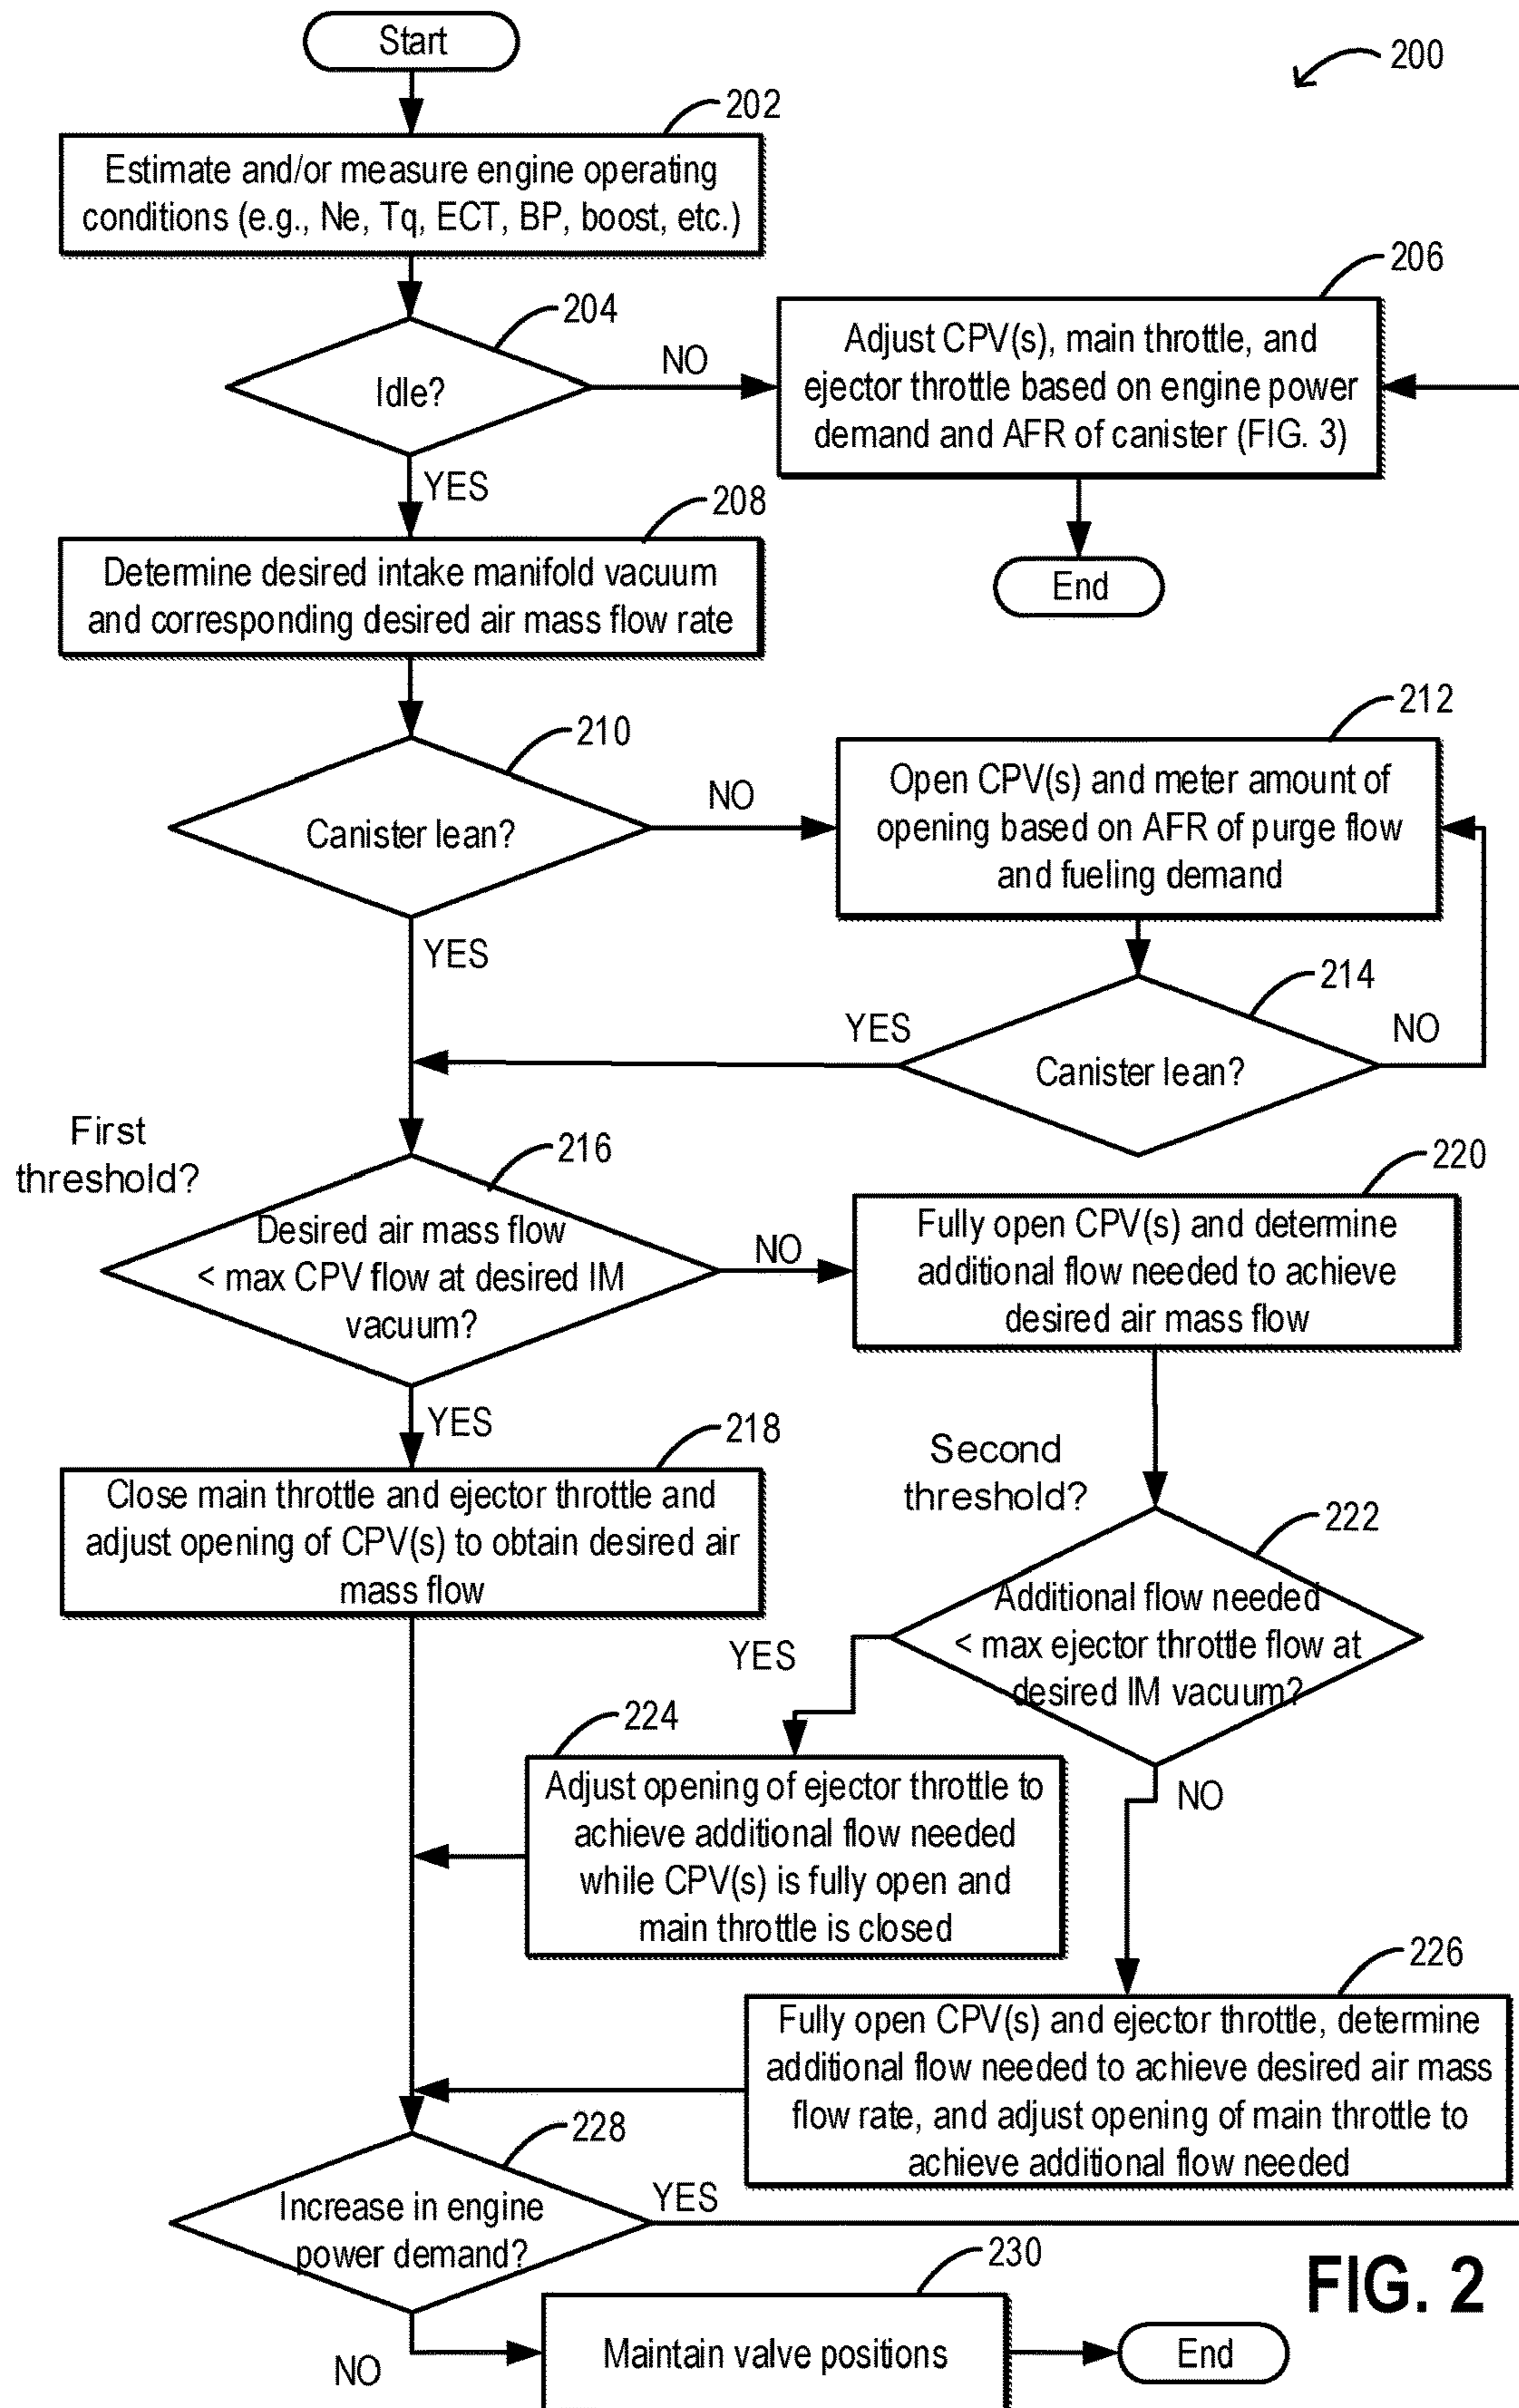 Start
200
202
Estimate and/or measure engine operating
conditions (e.g., Ne, Tq, ECT, BP, boost, etc.)
204
Idle?
NO
YES
206
Adjust CPV(s), main throttle, and
ejector throttle based on engine power
demand and AFR of canister (FIG. 3)
End
208
Determine desired intake manifold vacuum
and corresponding desired air mass flow rate
210
Canister lean?
NO
YES
212
Open CPV(s) and meter amount of
opening based on AFR of purge flow
and fueling demand
214
Canister lean?
YES
NO
First
threshold?
216
Desired air mass flow
< max CPV flow at desired IM
vacuum?
NO
YES
218
Close main throttle and ejector throttle and
adjust opening of CPV(s) to obtain desired air
mass flow
220
Fully open CPV(s) and determine
additional flow needed to achieve
desired air mass flow
Second
threshold?
222
Additional flow needed
< max ejector throttle flow at
desired IM vacuum?
YES
NO
224
Adjust opening of ejector throttle to
achieve additional flow needed
while CPV(s) is fully open and
main throttle is closed
226
Fully open CPV(s) and ejector throttle, determine
additional flow needed to achieve desired air mass
flow rate, and adjust opening of main throttle to
achieve additional flow needed
228
Increase in engine
power demand?
YES
NO
230
Maintain valve positions
End
FIG. 2